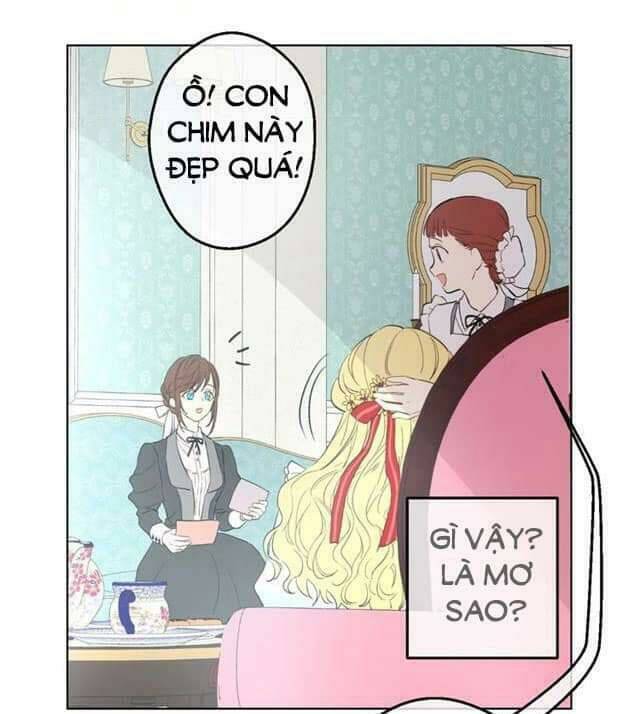 Ồ! CON
CHIM NÀY
ĐẸP QUÁ!
GÌ VẬY?
LÀ MƠ
SAO?